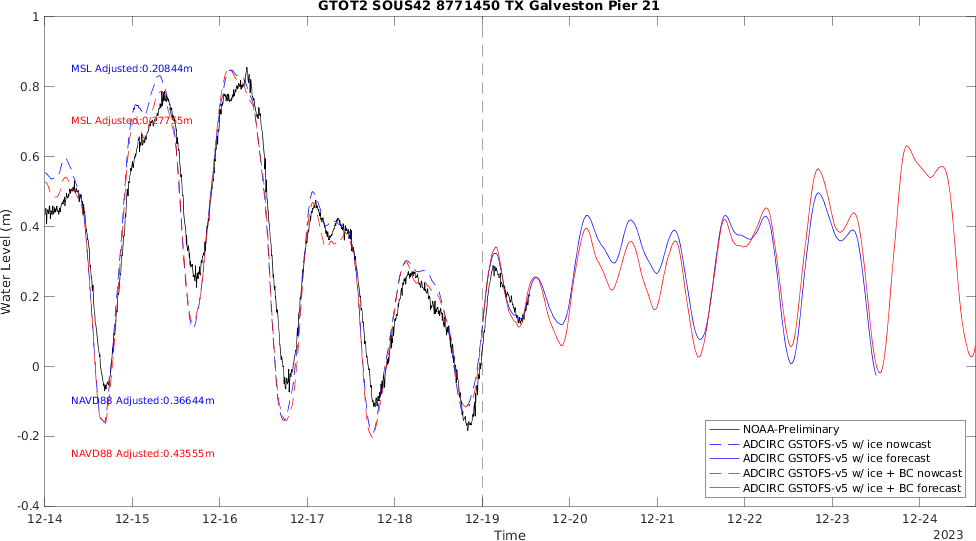 GTOT2 SOUS42 8771450 TX Galveston Pier 21
1
0.8
0.6
0.4
0.2
0
-0.2
-0.4
Water Level (m)
MSL Adjusted:0.20844m
MSL Adjusted:0.27755m
NAVD88 Adjusted:0.36644m
NAVD88 Adjusted:0.43555m
NOAA-Preliminary
ADCIRC GSTOFS-v5 w/ ice nowcast
ADCIRC GSTOFS-v5 w/ ice forecast
ADCIRC GSTOFS-v5 w/ ice + BC nowcast
ADCIRC GSTOFS-v5 w/ ice + BC forecast
12-14 12-15 12-16 12-17 12-18 12-19 12-20 12-21 12-22 12-23 12-24
Time
2023